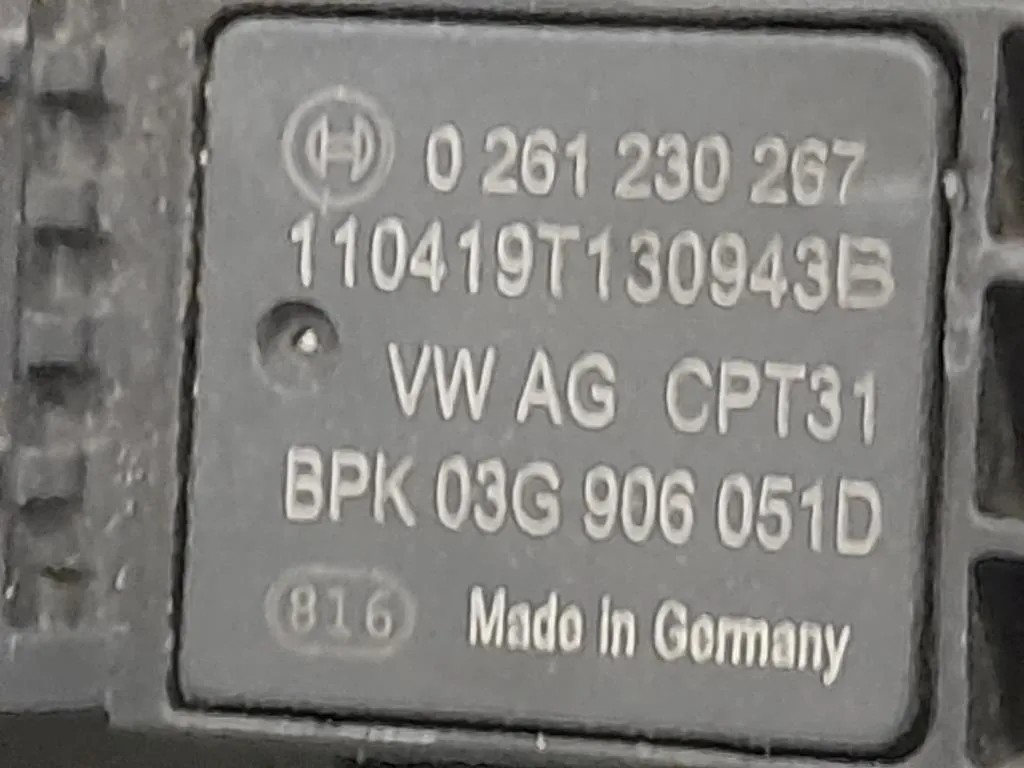 0 261 230 267
110419T130943B
VW AG CPT31
BPK 03G 906 051D
816 Made in Germany